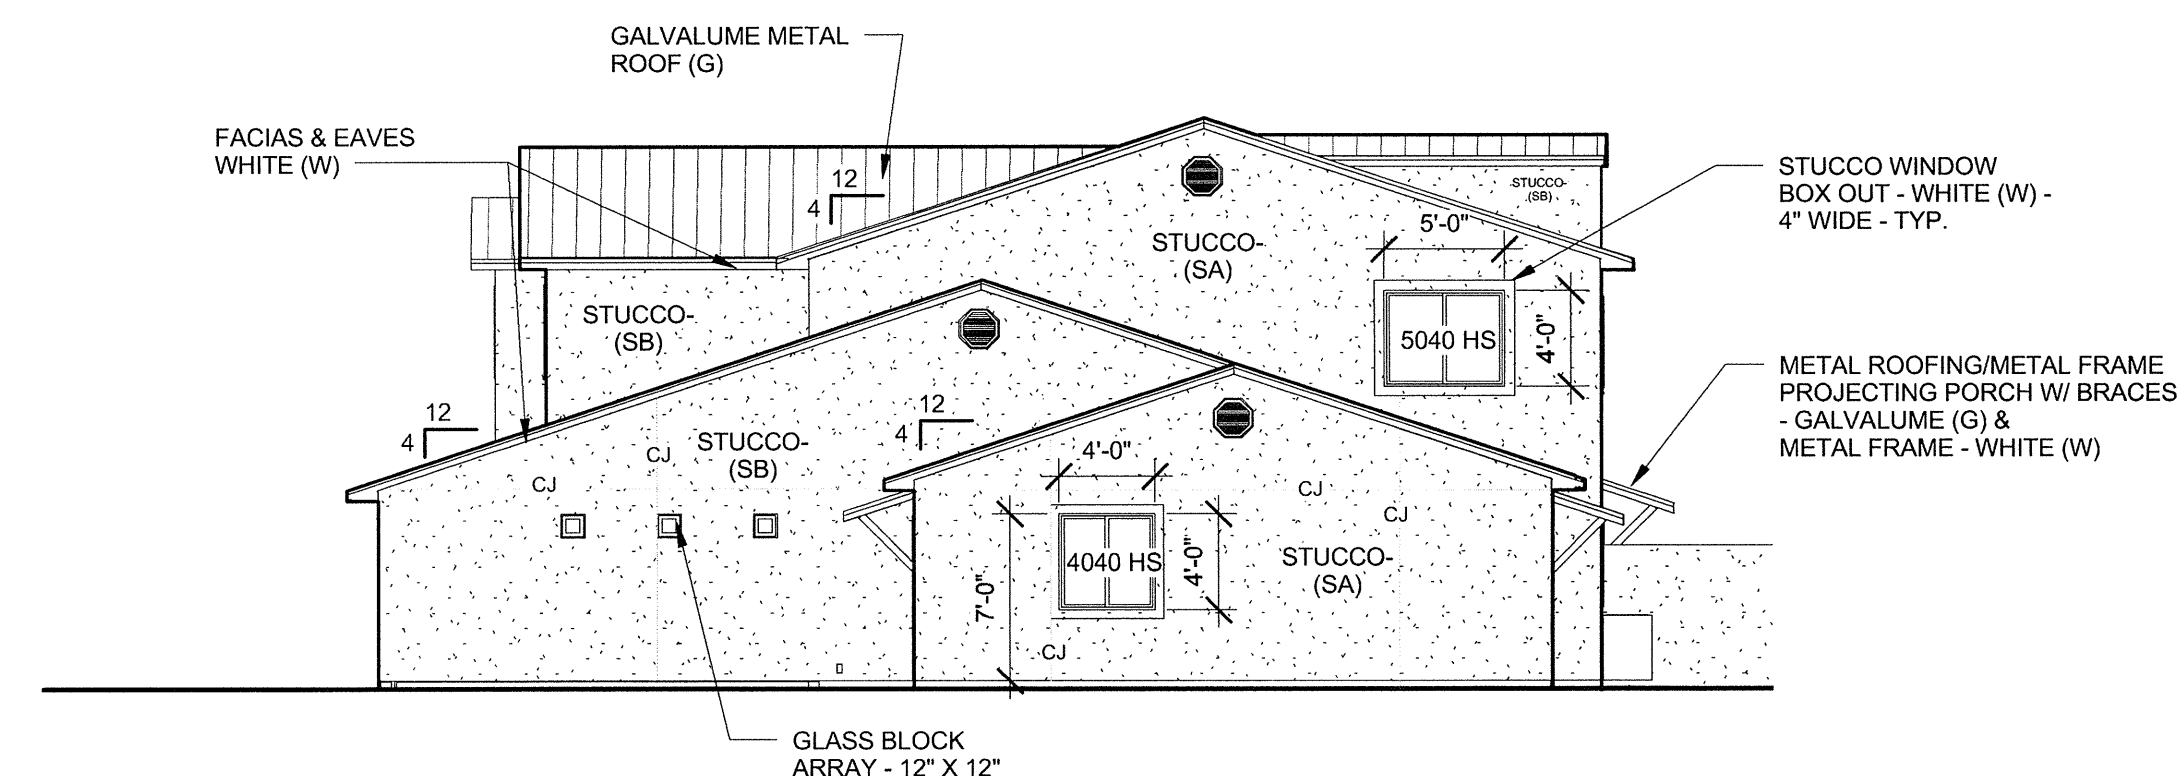 GALVALUME METAL
ROOF (G)
FACIAS & EAVES
WHITE (W)
12
4
STUCCO-
(SB)
STUCCO WINDOW
BOX OUT - WHITE (W) -
4" WIDE - TYP.
5'-0"
STUCCO-
(SA)
STUCCO-
(SB)
5040 HS
4'-0"
METAL ROOFING/METAL FRAME
PROJECTING PORCH W/ BRACES
- GALVALUME (G) &
METAL FRAME - WHITE (W)
12
4
12
4
STUCCO-
(SB)
CJ
CJ
4'-0"
CJ
CJ
4040 HS
4'-0"
7'-0"
STUCCO-
(SA)
CJ
GLASS BLOCK
ARRAY - 12" X 12"